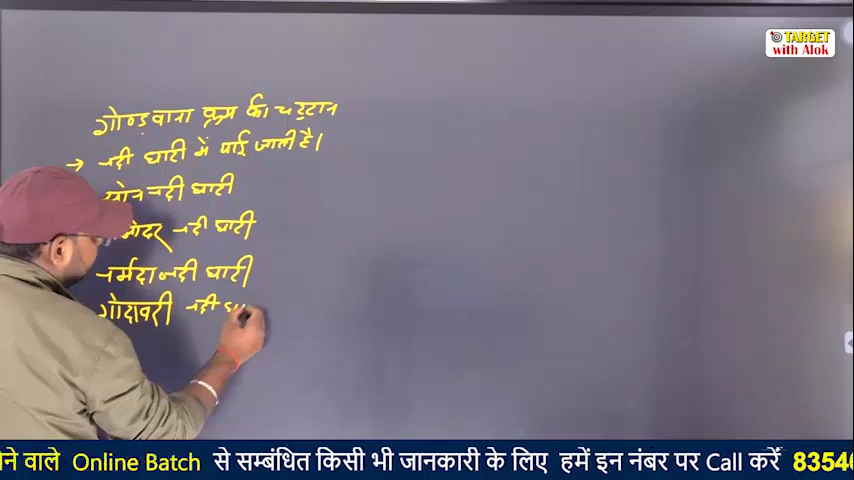 TARGET
with Alok
गोण्डवाना क्रम का चट्टान
→ नदी घाटी में पाई जाती है।
सोन नदी घाटी
दामोदर नदी घाटी
नर्मदा नदी घाटी
गोदावरी नदी
ोने वाले Online Batch से सम्बंधित किसी भी जानकारी के लिए हमें इन नंबर पर Call करें 83546